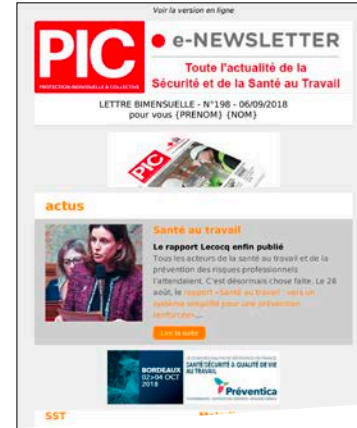 Voir la version en ligne
PIC
PROTECTION INDIVIDUELLE & COLLECTIVE
e-NEWSLETTER
Toute l'actualité de la
Sécurité et de la Santé au Travail
LETTRE BIMENSUELLE - N°198 - 06/09/2018
pour vous {PRENOM} {NOM}
PIC
actus
Santé au travail
Le rapport Lecocq enfin publié
Tous les acteurs de la santé au travail et de la
prévention des risques professionnels
l'attendaient. C'est désormais chose faite. Le 28
août, le rapport «Santé au travail : vers un
système simplifié pour une prévention
renforcée»...
Lire la suite
BORDEAUX
02>04 OCT
2018
SANTÉ/SÉCURITÉ & QUALITÉ DE VIE
AU TRAVAIL
Préventica
SST